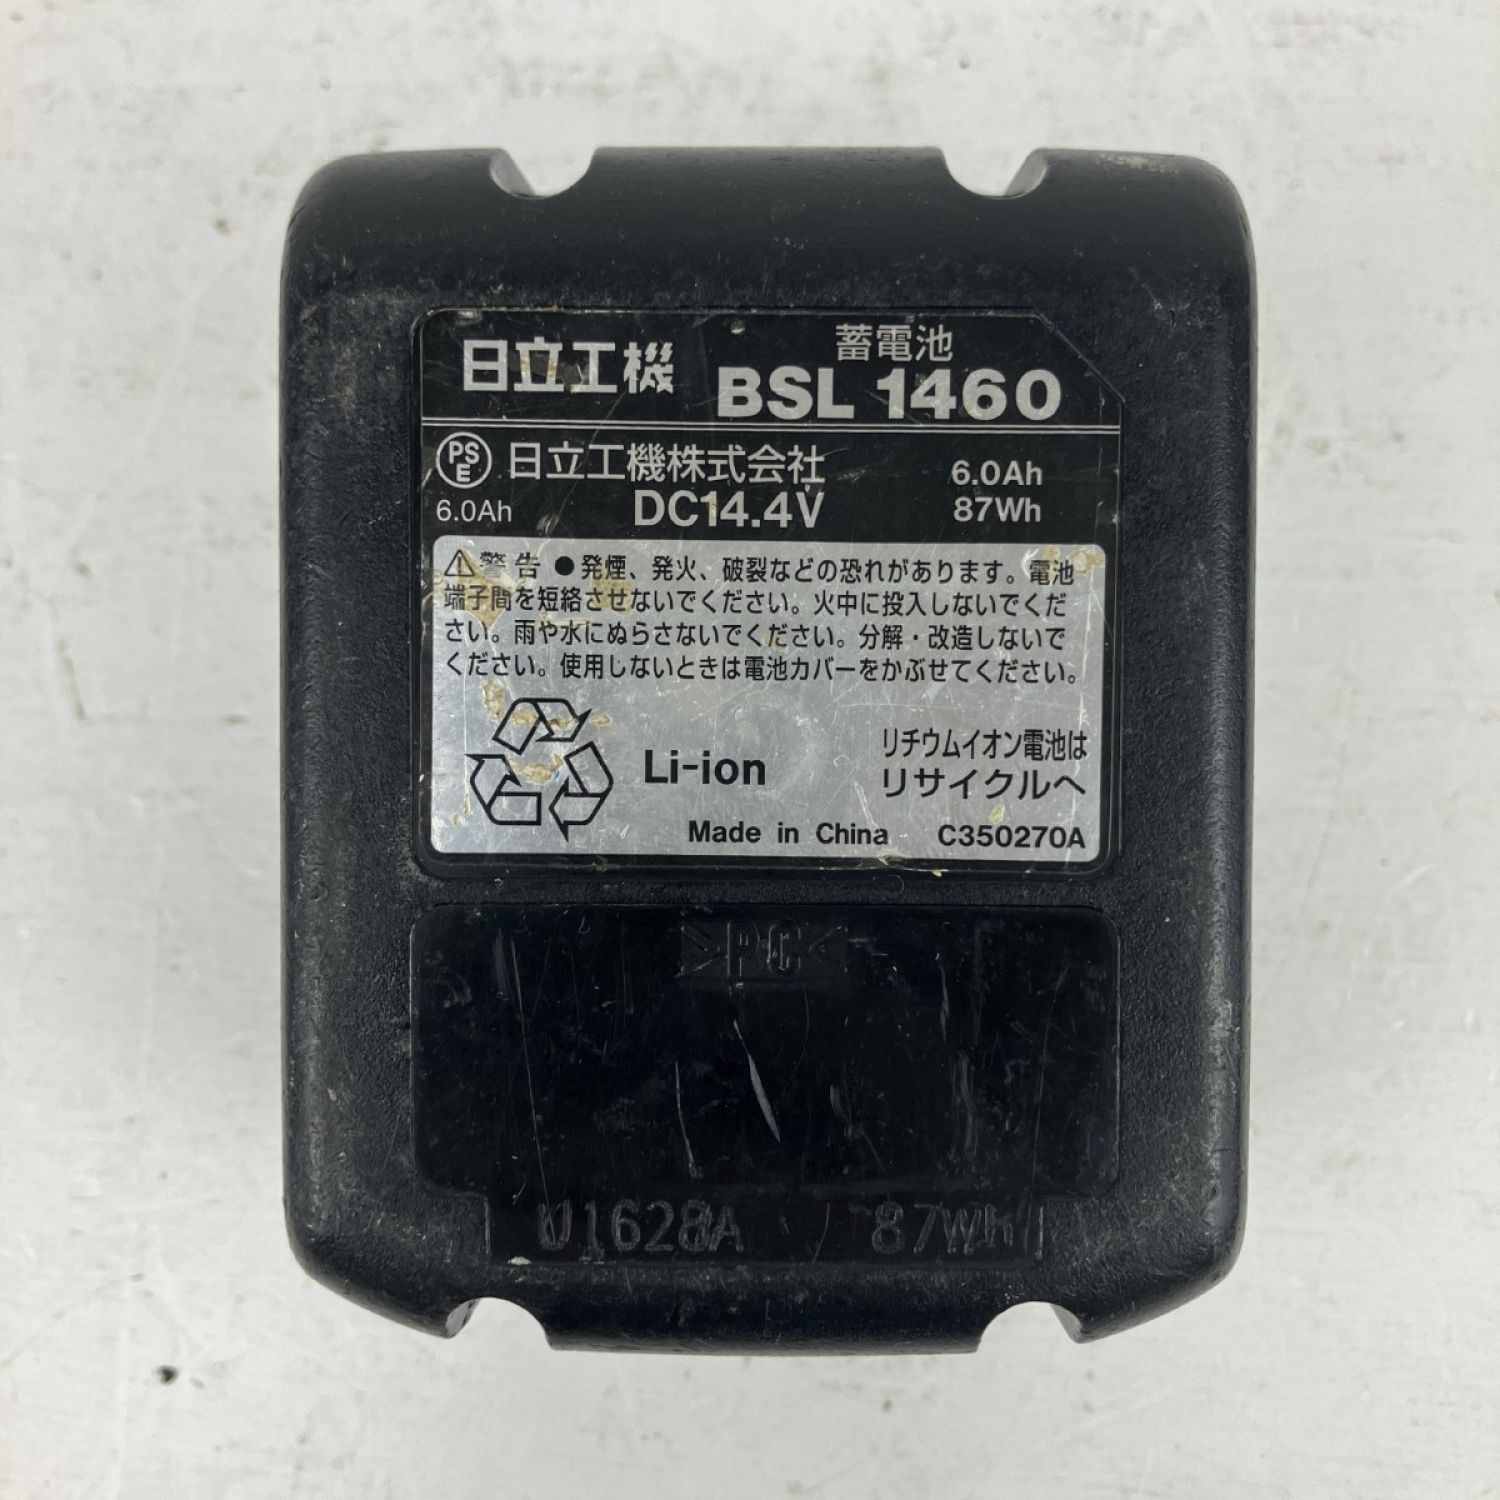 日立工機
蓄電池
BSL 1460
PSE 日立工機株式会社
6.0Ah
DC14.4V
6.0Ah
87Wh
⚠警告 ●発煙、発火、破裂などの恐れがあります。電池
端子間を短絡させないでください。火中に投入しないでくだ
さい。雨や水にぬらさないでください。分解・改造しないで
ください。使用しないときは電池カバーをかぶせてください。
Li-ion
リチウムイオン電池は
リサイクルへ
Made in China C350270A
>PC<
U1628A 87Wh